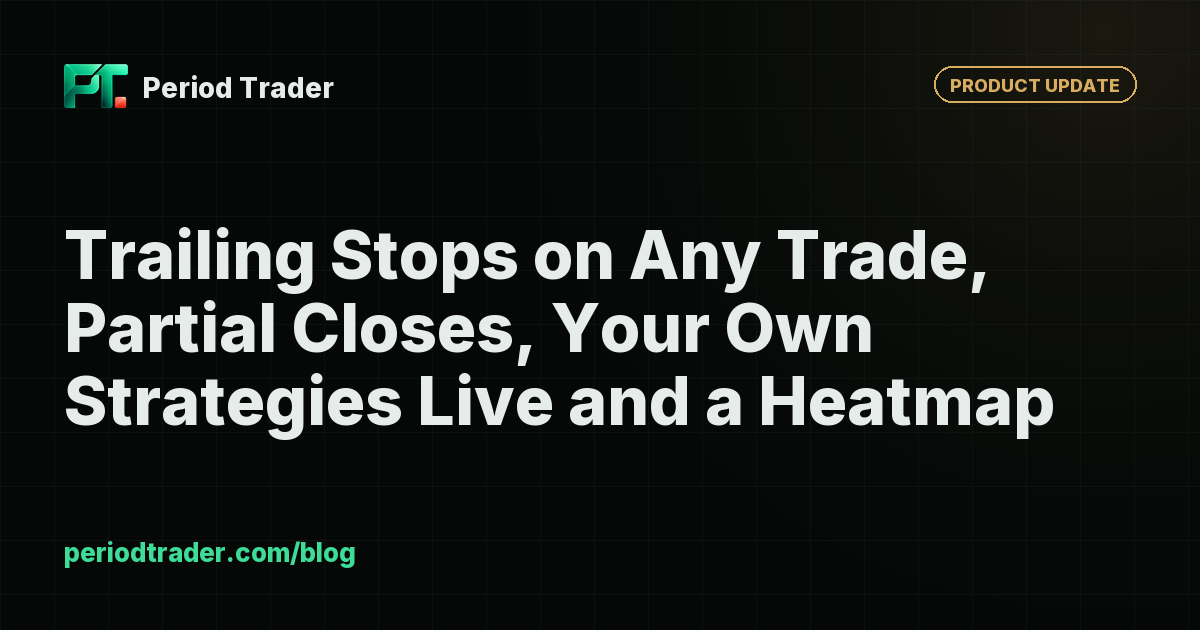 PT.
Period Trader
PRODUCT UPDATE
Trailing Stops on Any Trade,
Partial Closes, Your Own
Strategies Live and a Heatmap
periodtrader.com/blog